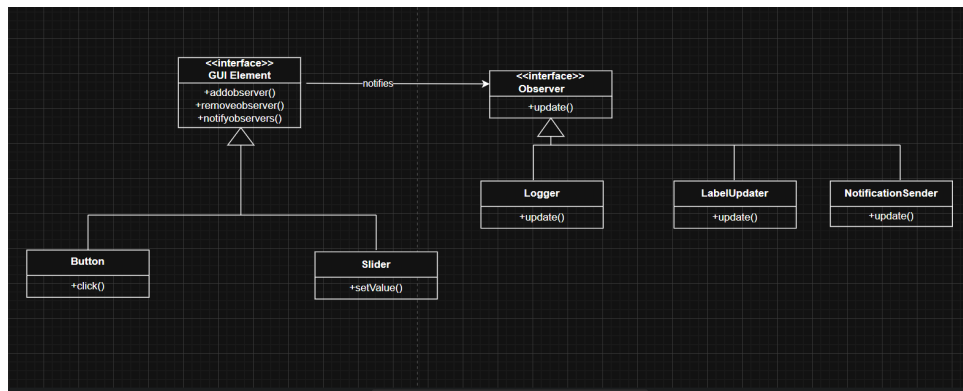 <<interface>>
GUI Element
+addobserver()
+removeobserver()
+notifyobservers()
notifies
<<interface>>
Observer
+update()
Logger
+update()
LabelUpdater
+update()
NotificationSender
+update()
Button
+click()
Slider
+setValue()